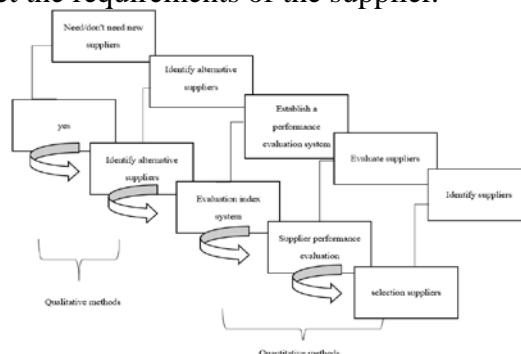 et the requirements of the supplier.
Need/don't need new
suppliers
Identify alternative
suppliers
Establish a
performance
evaluation system
Evaluate suppliers
Identify suppliers
yes
Identify alternative
suppliers
Evaluation index
system
Supplier performance
evaluation
selection suppliers
Qualitative methods
Quantitative methods